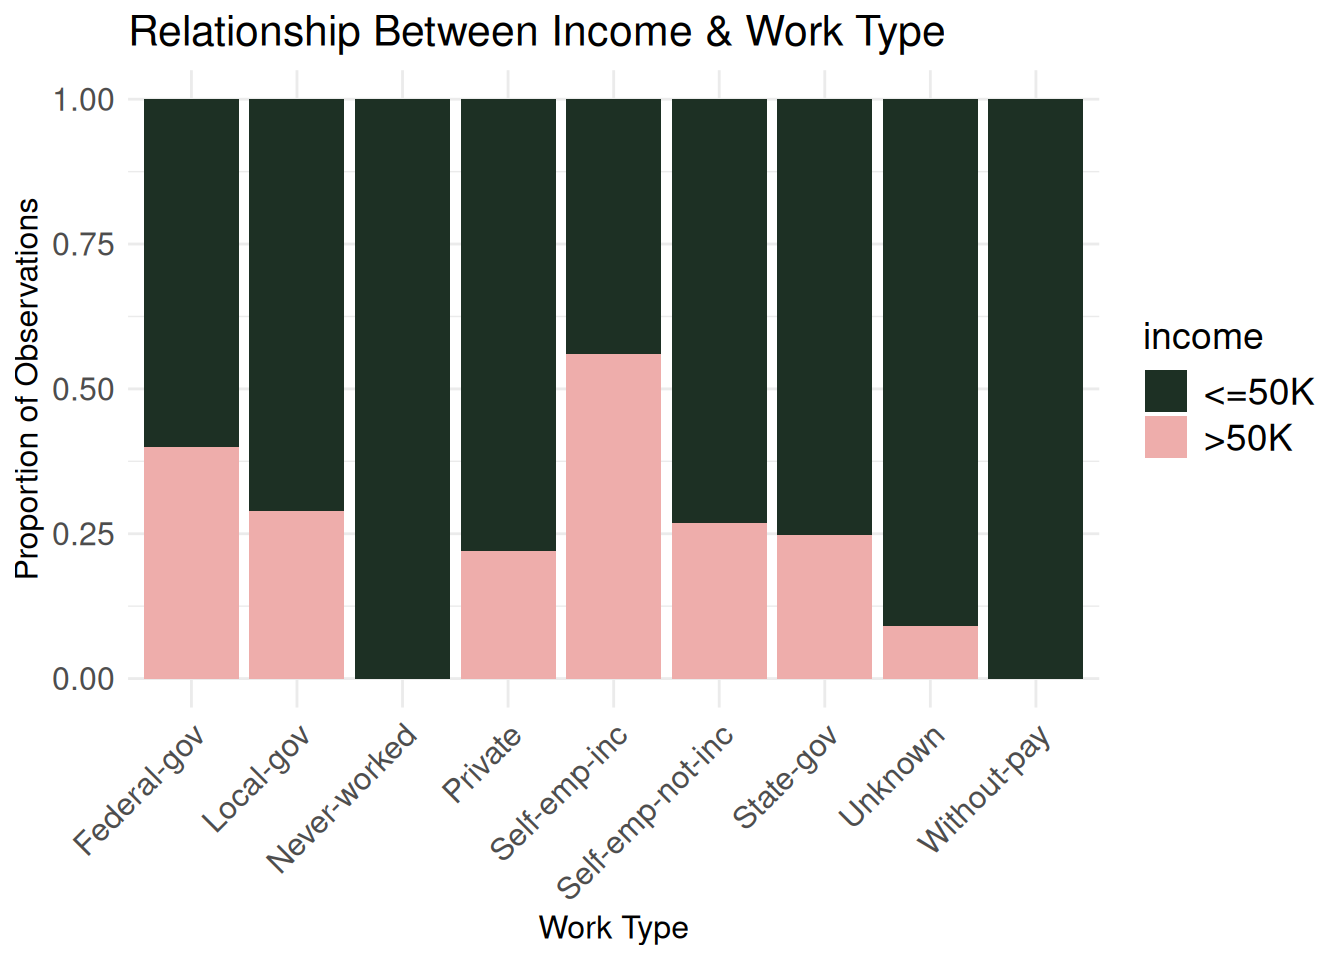 Relationship Between Income & Work Type
1.00
0.75
0.50
0.25
0.00
Proportion of Observations
Federal-gov
Local-gov
Never-worked
Private
Self-emp-inc
Self-emp-not-inc
State-gov
Unknown
Without-pay
Work Type
income
<=50K
>50K